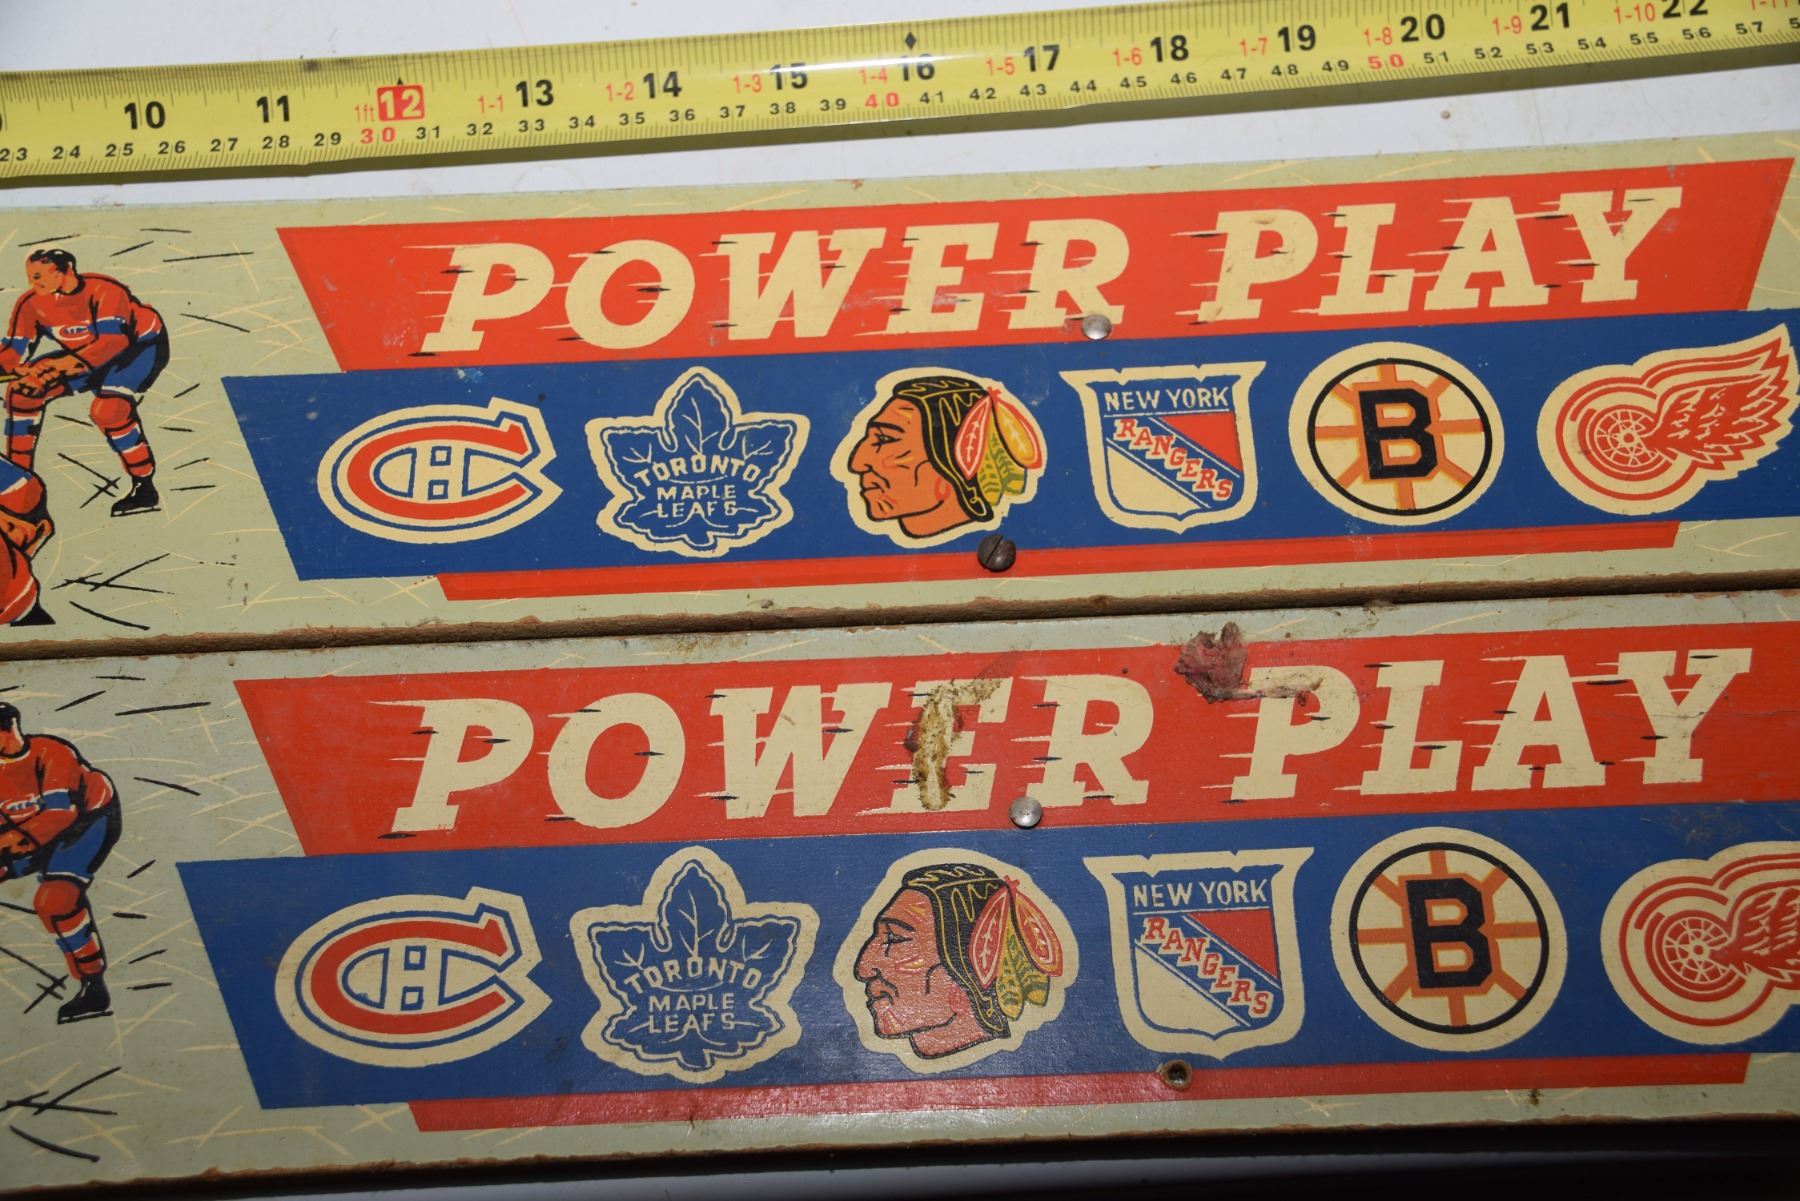 10 11 1ft 12 1-1 13 1-2 14 1-3 15 1-4 16 1-5 17 1-6 18 1-7 19 1-8 20 1-9 21 1-10 22 1-11
23 24 25 26 27 28 29 30 31 32 33 34 35 36 37 38 39 40 41 42 43 44 45 46 47 48 49 50 51 52 53 54 55 56 57
POWER PLAY
CH
TORONTO
MAPLE
LEAFS
NEW YORK
RANGERS
B
POWER PLAY
CH
TORONTO
MAPLE
LEAFS
NEW YORK
RANGERS
B